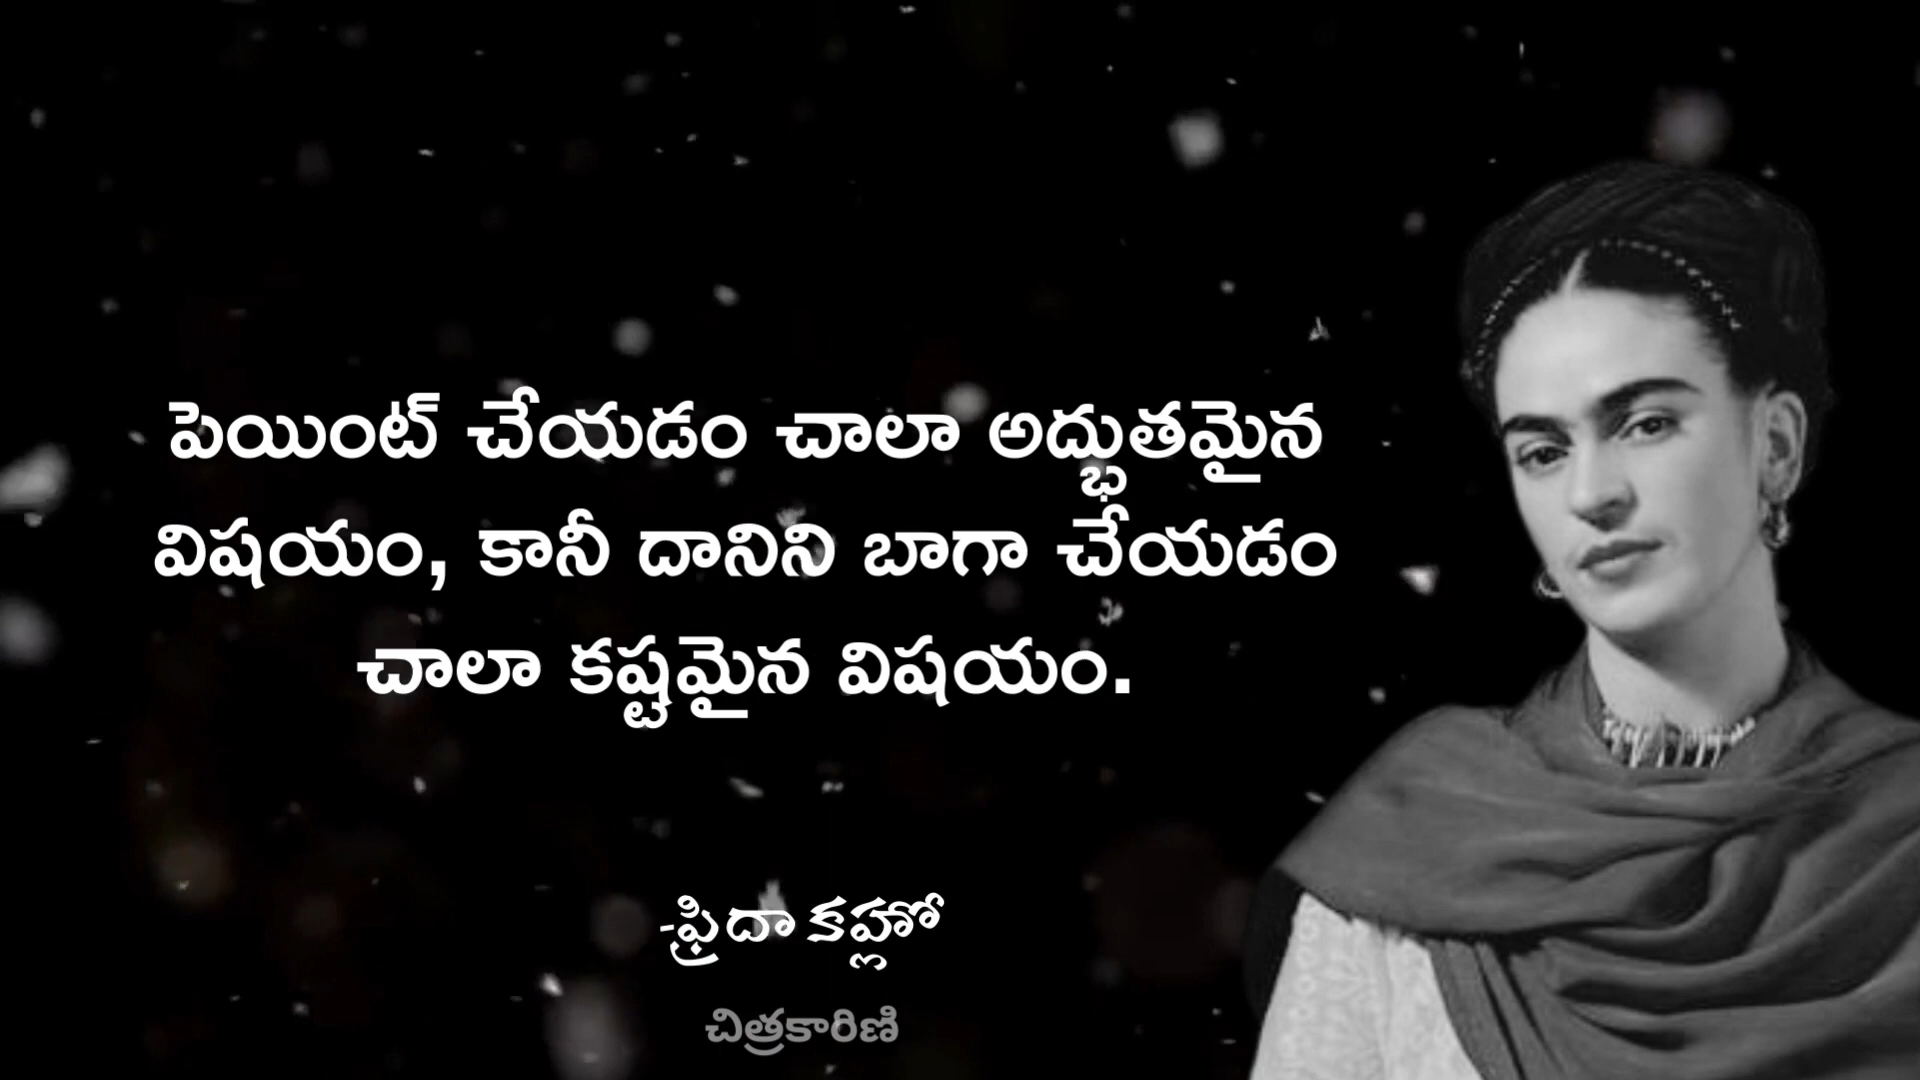 పెయింట్ చేయడం చాలా అద్భుతమైన
విషయం, కానీ దానిని బాగా చేయడం
చాలా కష్టమైన విషయం.
-ఫ్రిదా కహ్లో
చిత్రకారిణి